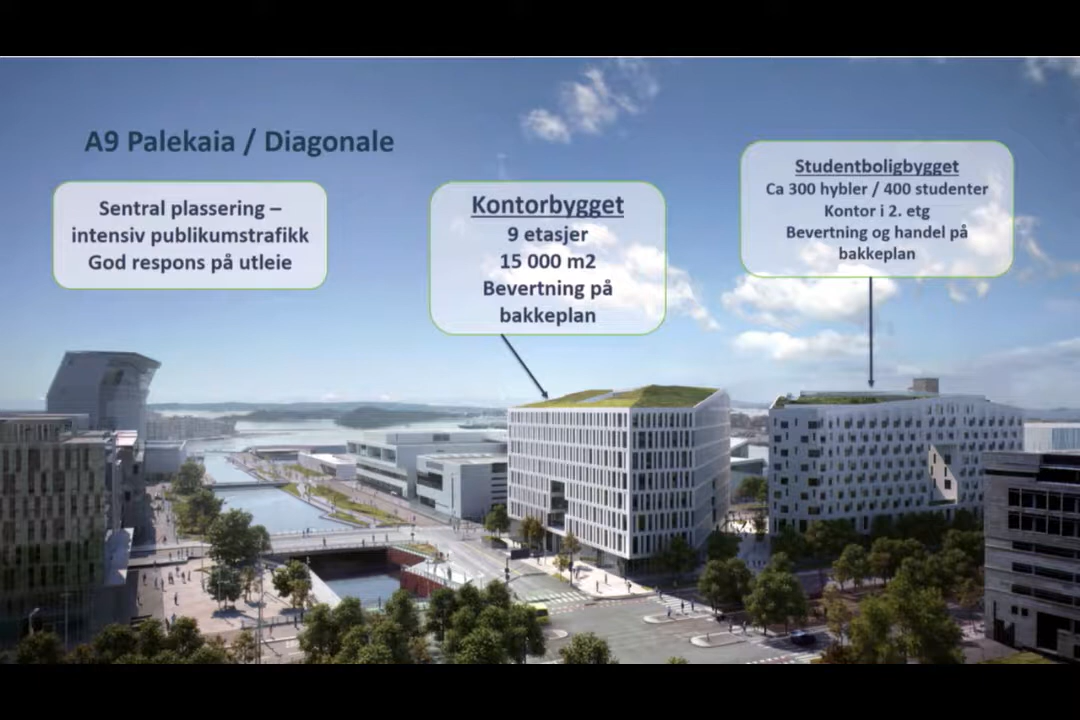 A9 Palekaia / Diagonale
Sentral plassering –
intensiv publikumstrafikk
God respons på utleie
Kontorbygget
9 etasjer
15 000 m2
Bevertning på
bakkeplan
Studentboligbygget
Ca 300 hybler / 400 studenter
Kontor i 2. etg
Bevertning og handel på
bakkeplan